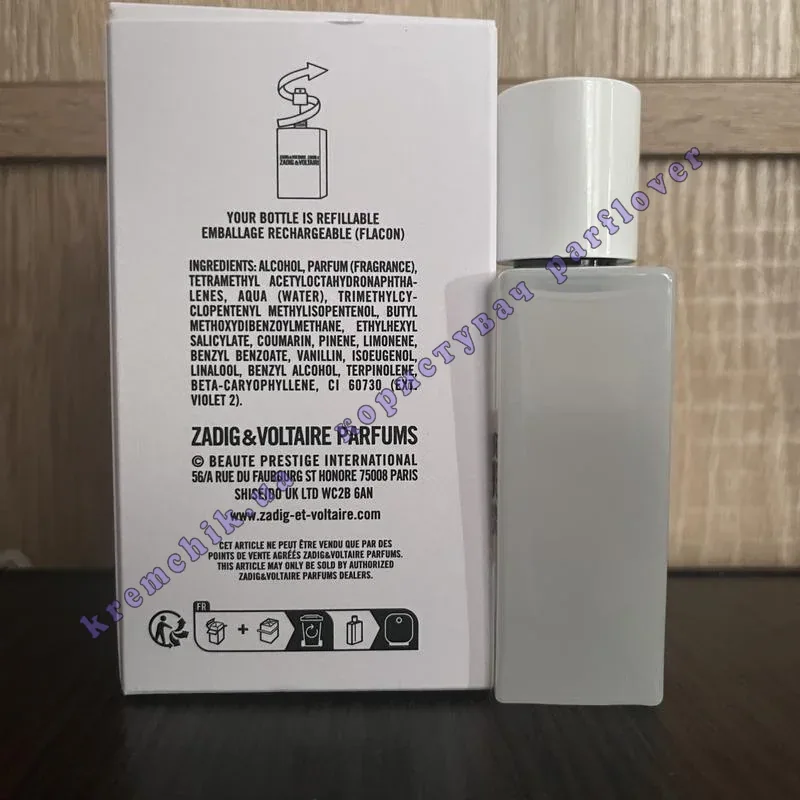 ZADIG&VOLTAIRE
YOUR BOTTLE IS REFILLABLE
EMBALLAGE RECHARGEABLE (FLACON)
INGREDIENTS: ALCOHOL, PARFUM (FRAGRANCE),
TETRAMETHYL ACETYLOCTAHYDRONAPHTHA-
LENES, AQUA (WATER), TRIMETHYLCY-
CLOPENTENYL METHYLISOPENTENOL, BUTYL
METHOXYDIBENZOYLMETHANE, ETHYLHEXYL
SALICYLATE, COUMARIN, PINENE, LIMONENE,
BENZYL BENZOATE, VANILLIN, ISOEUGENOL,
LINALOOL, BENZYL ALCOHOL, TERPINOLENE,
BETA-CARYOPHYLLENE, CI 60730 (EXT.
VIOLET 2).
ZADIG&VOLTAIRE PARFUMS
© BEAUTE PRESTIGE INTERNATIONAL
56/A RUE DU FAUBOURG ST HONORE 75008 PARIS
SHISEIDO UK LTD WC2B 6AN
www.zadig-et-voltaire.com
CET ARTICLE NE PEUT ÊTRE VENDU QUE PAR DES
POINTS DE VENTE AGRÉÉS ZADIG&VOLTAIRE PARFUMS.
THIS ARTICLE MAY ONLY BE SOLD BY AUTHORIZED
ZADIG&VOLTAIRE PARFUMS DEALERS.
FR
+
kremchik.ua користувач parflover